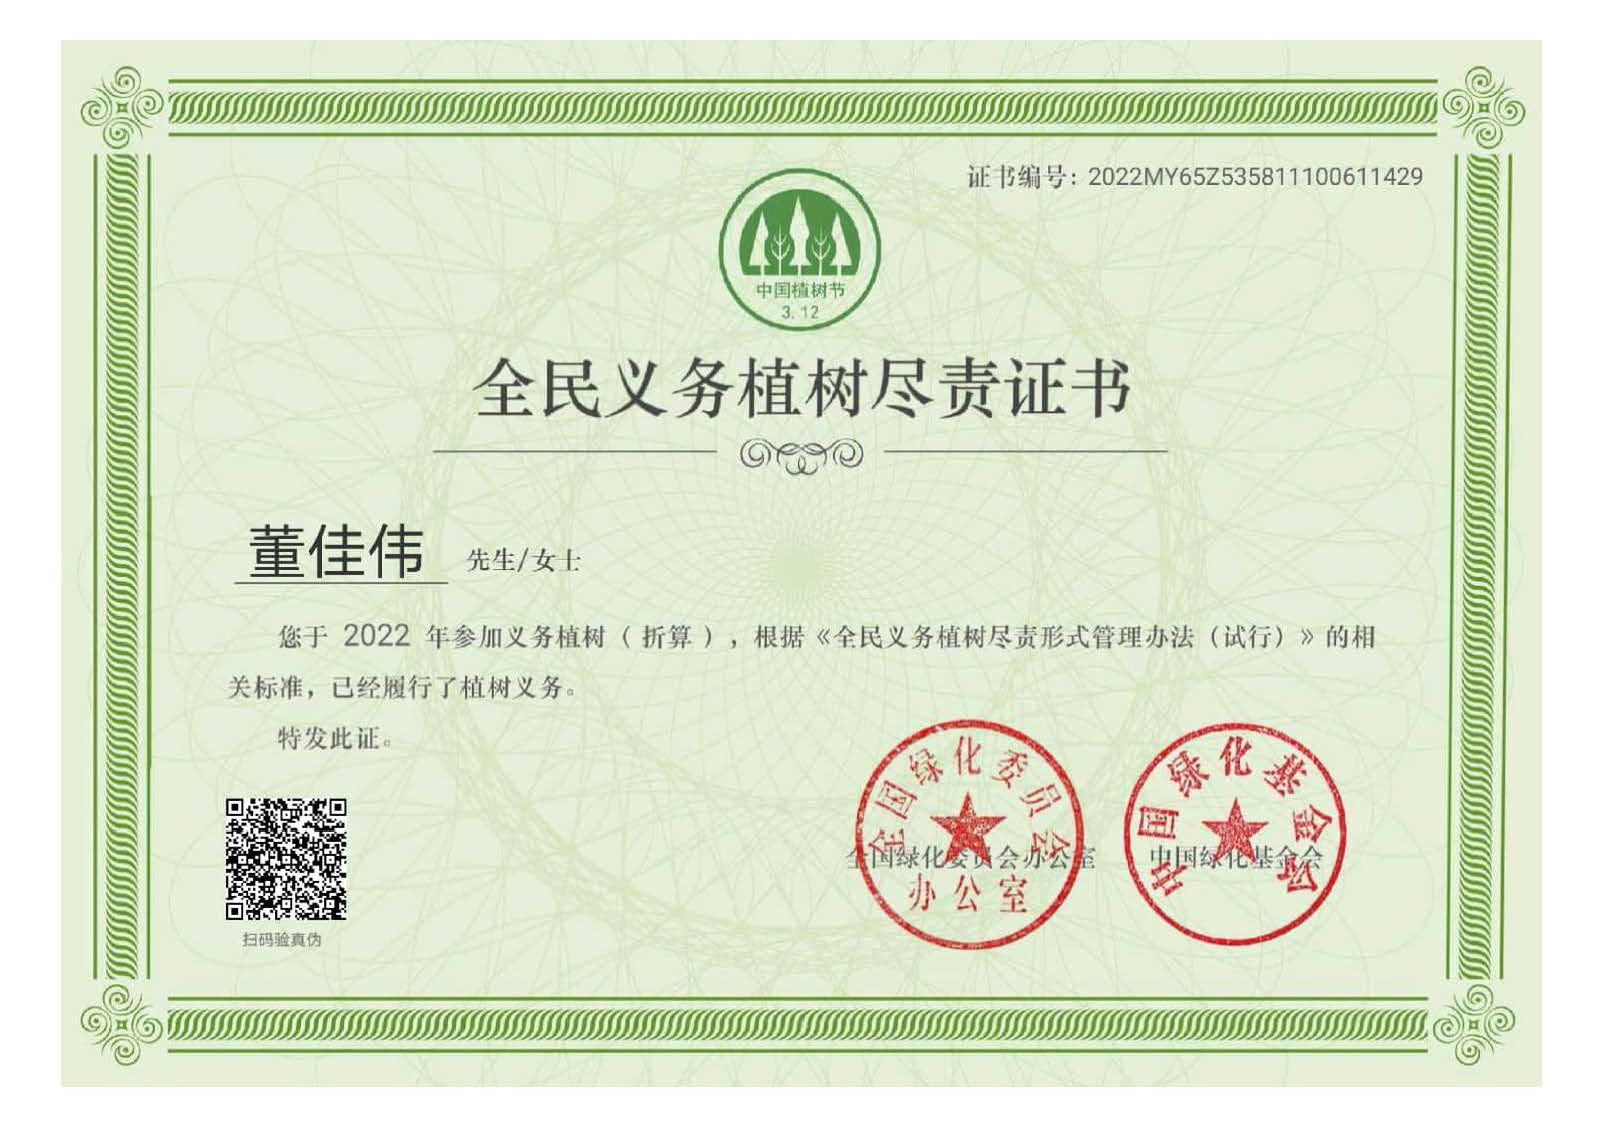 证书编号：2022MY65Z535811100611429
中国植树节
3.12
全民义务植树尽责证书
董佳伟 先生/女士
您于 2022 年参加义务植树（折算），根据《全民义务植树尽责形式管理办法（试行）》的相
关标准，已经履行了植树义务。
特发此证。
全国绿化委员会
办公室
中国绿化基金会
全国绿化委员会办公室 中国绿化基金会
扫码验真伪